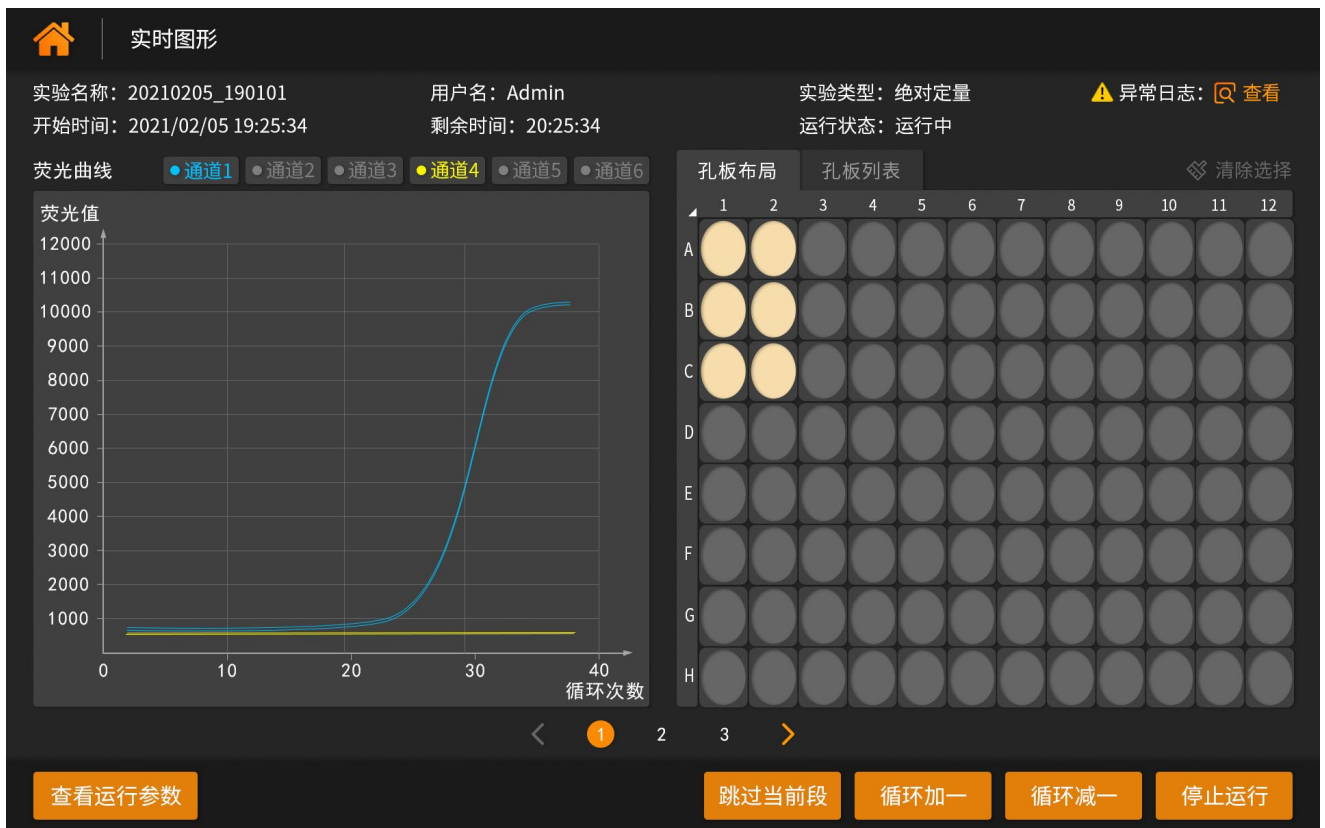 实时图形
实验名称：20210205_190101 用户名：Admin 实验类型：绝对定量 异常日志： 查看
开始时间：2021/02/05 19:25:34 剩余时间：20:25:34 运行状态：运行中
荧光曲线 通道1 通道2 通道3 通道4 通道5 通道6 孔板布局 孔板列表 清除选择
荧光值
12000
11000
10000
9000
8000
7000
6000
5000
4000
3000
2000
1000
0 10 20 30 40
循环次数
1 2 3 4 5 6 7 8 9 10 11 12
A
B
C
D
E
F
G
H
1 2 3
查看运行参数 跳过当前段 循环加一 循环减一 停止运行